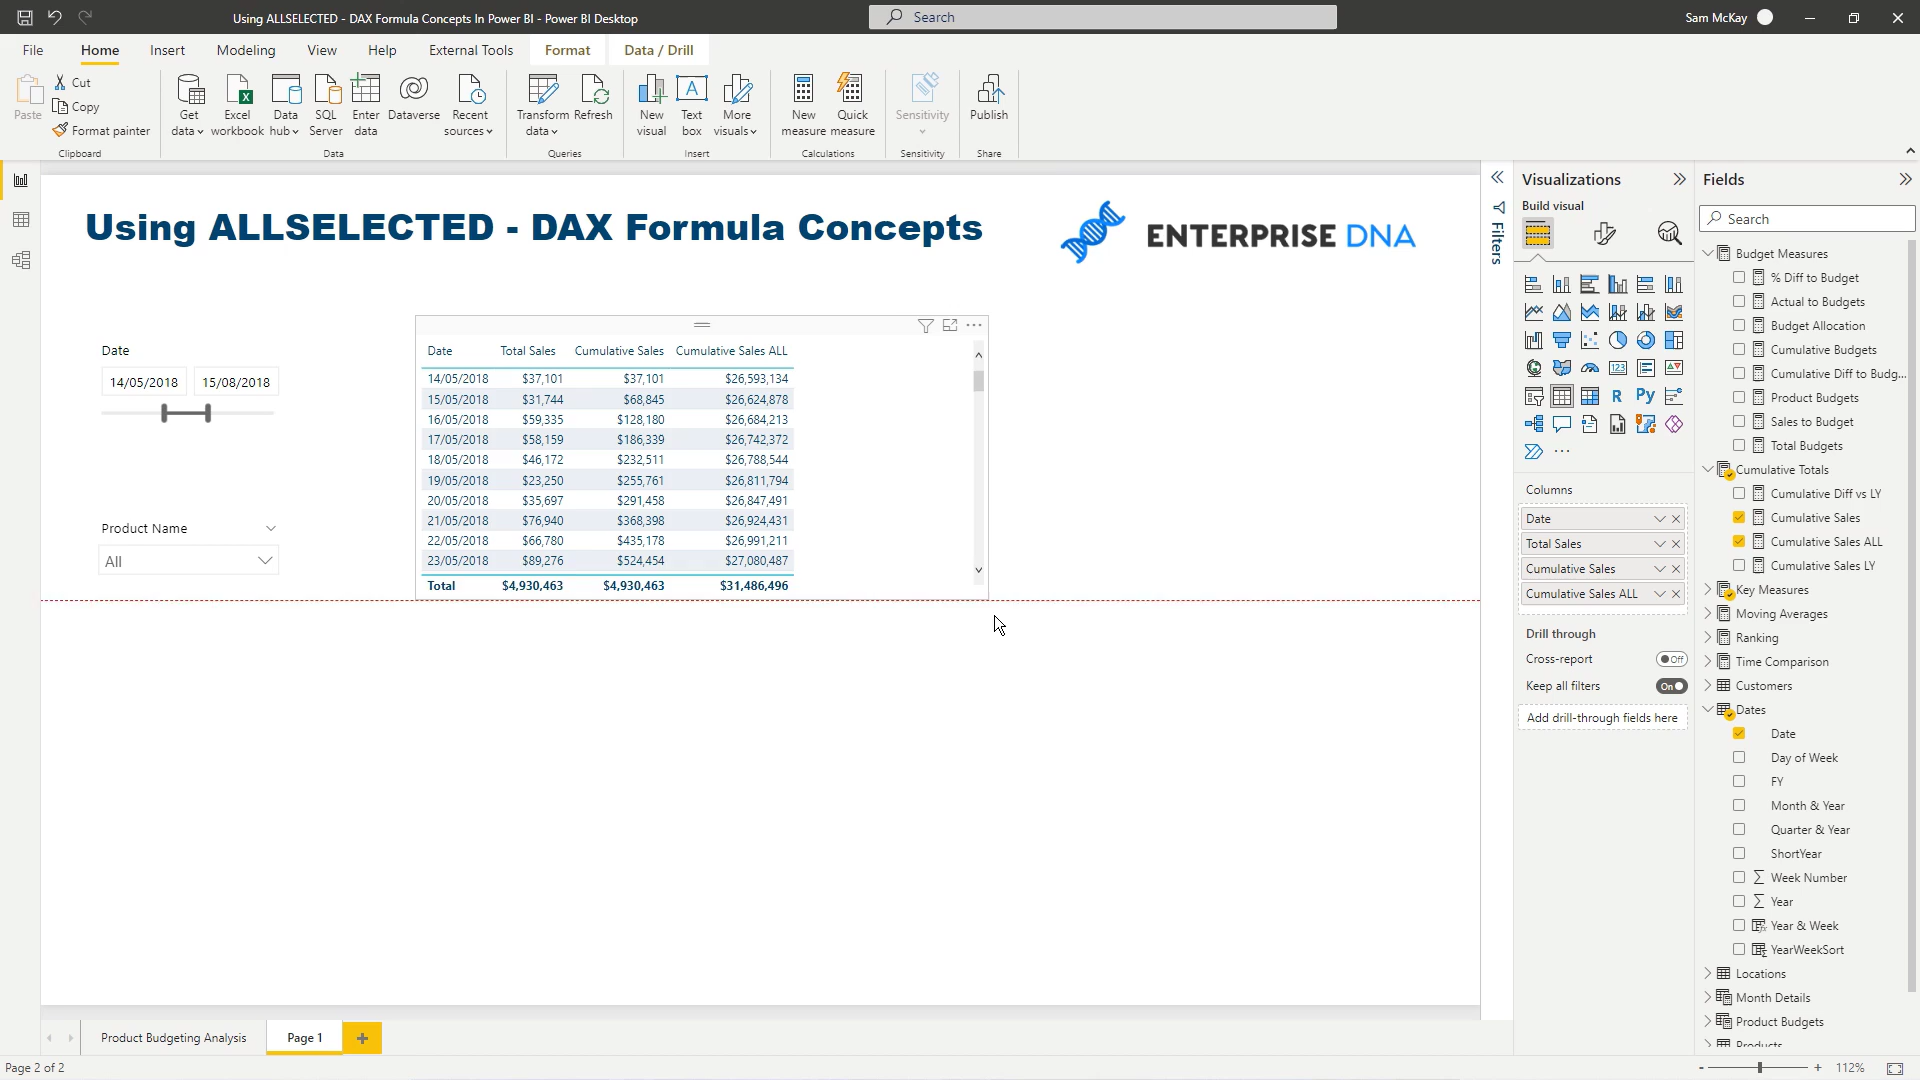 Using ALLSELECTED - DAX Formula Concepts In Power BI - Power BI Desktop
Search
Sam McKay
File Home Insert Modeling View Help External Tools Format Data / Drill
Paste
Cut
Copy
Format painter
Get data
Excel workbook
Data hub
SQL Server
Enter data
Dataverse
Recent sources
Transform data
Refresh
New visual
Text box
More visuals
New measure
Quick measure
Sensitivity
Publish
Clipboard Data Queries Insert Calculations Sensitivity Share
Using ALLSELECTED - DAX Formula Concepts
ENTERPRISE DNA
Date
14/05/2018 15/08/2018
Product Name
All
Date Total Sales Cumulative Sales Cumulative Sales ALL
14/05/2018 $37,101 $37,101 $26,593,134
15/05/2018 $31,744 $68,845 $26,624,878
16/05/2018 $59,335 $128,180 $26,684,213
17/05/2018 $58,159 $186,339 $26,742,372
18/05/2018 $46,172 $232,511 $26,788,544
19/05/2018 $23,250 $255,761 $26,811,794
20/05/2018 $35,697 $291,458 $26,847,491
21/05/2018 $76,940 $368,398 $26,924,431
22/05/2018 $66,780 $435,178 $26,991,211
23/05/2018 $89,276 $524,454 $27,080,487
Total $4,930,463 $4,930,463 $31,486,496
Filters
Visualizations
Build visual
R
Py
123
Columns
Date
Total Sales
Cumulative Sales
Cumulative Sales ALL
Drill through
Cross-report Off
Keep all filters On
Add drill-through fields here
Fields
Search
Budget Measures
% Diff to Budget
Actual to Budgets
Budget Allocation
Cumulative Budgets
Cumulative Diff to Budg...
Product Budgets
Sales to Budget
Total Budgets
Cumulative Totals
Cumulative Diff vs LY
Cumulative Sales
Cumulative Sales ALL
Cumulative Sales LY
Key Measures
Moving Averages
Ranking
Time Comparison
Customers
Dates
Date
Day of Week
FY
Month & Year
Quarter & Year
ShortYear
Week Number
Year
Year & Week
YearWeekSort
Locations
Month Details
Product Budgets
Products
Product Budgeting Analysis
Page 1
Page 2 of 2
112%